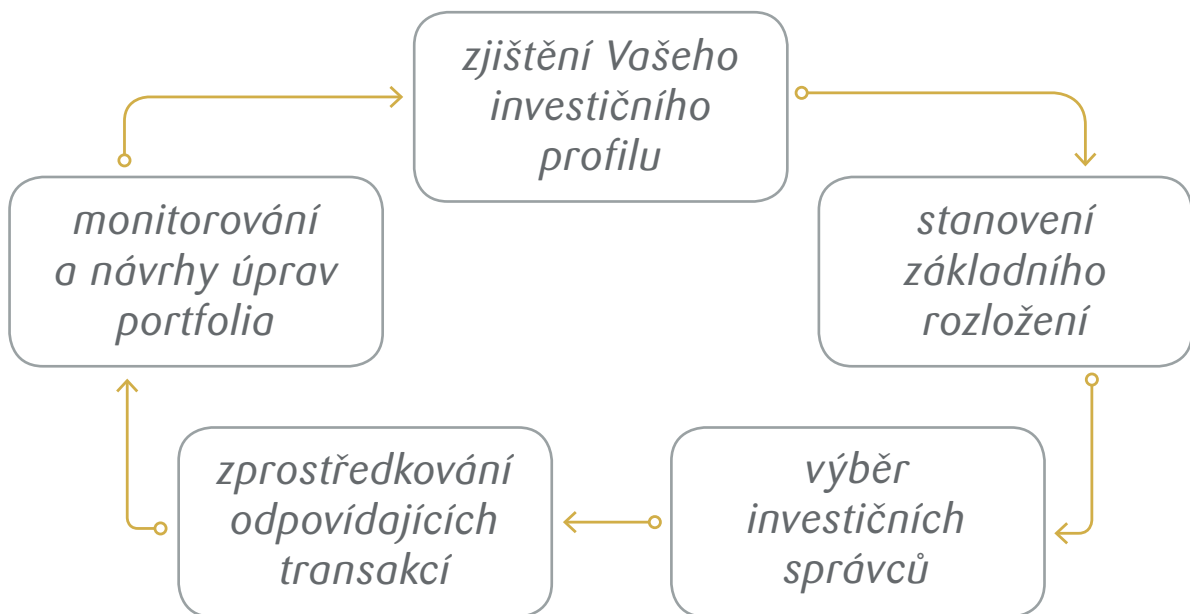 zjištění Vašeho
investičního
profilu
stanovení
základního
rozložení
výběr
investičních
správců
zprostředkování
odpovídajících
transakcí
monitorování
a návrhy úprav
portfolia